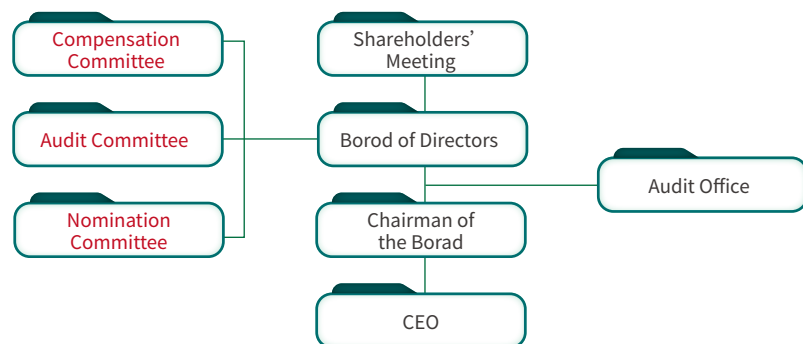 Compensation
Committee
Shareholders’
Meeting
Audit Committee
Borod of Directors
Audit Office
Nomination
Committee
Chairman of
the Borad
CEO